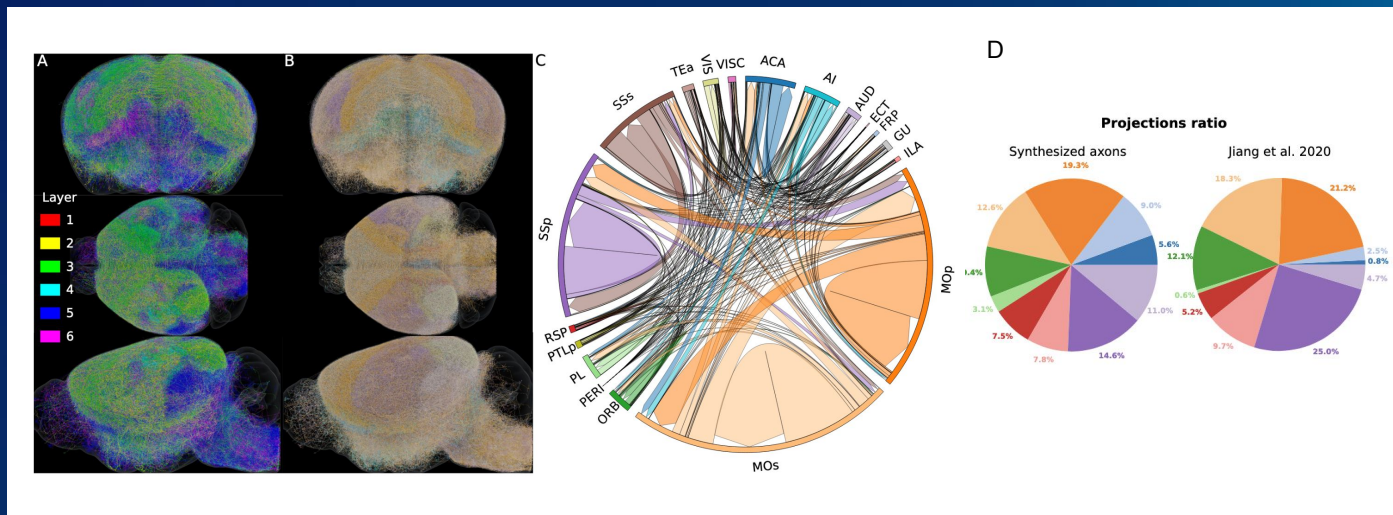 A
B
C
D
Layer
1
2
3
4
5
6
SSs
TEa
VIS
VISC
ACA
AI
AUD
ECT
FRP
GU
ILA
MOp
MOs
ORB
PERI
PL
PTLp
RSP
SSp
Projections ratio
Synthesized axons
19.3%
12.6%
9.0%
5.6%
).4%
3.1%
11.0%
7.5%
7.8%
14.6%
Jiang et al. 2020
18.3%
21.2%
2.5%
12.1%
0.8%
4.7%
0.6%
5.2%
9.7%
25.0%